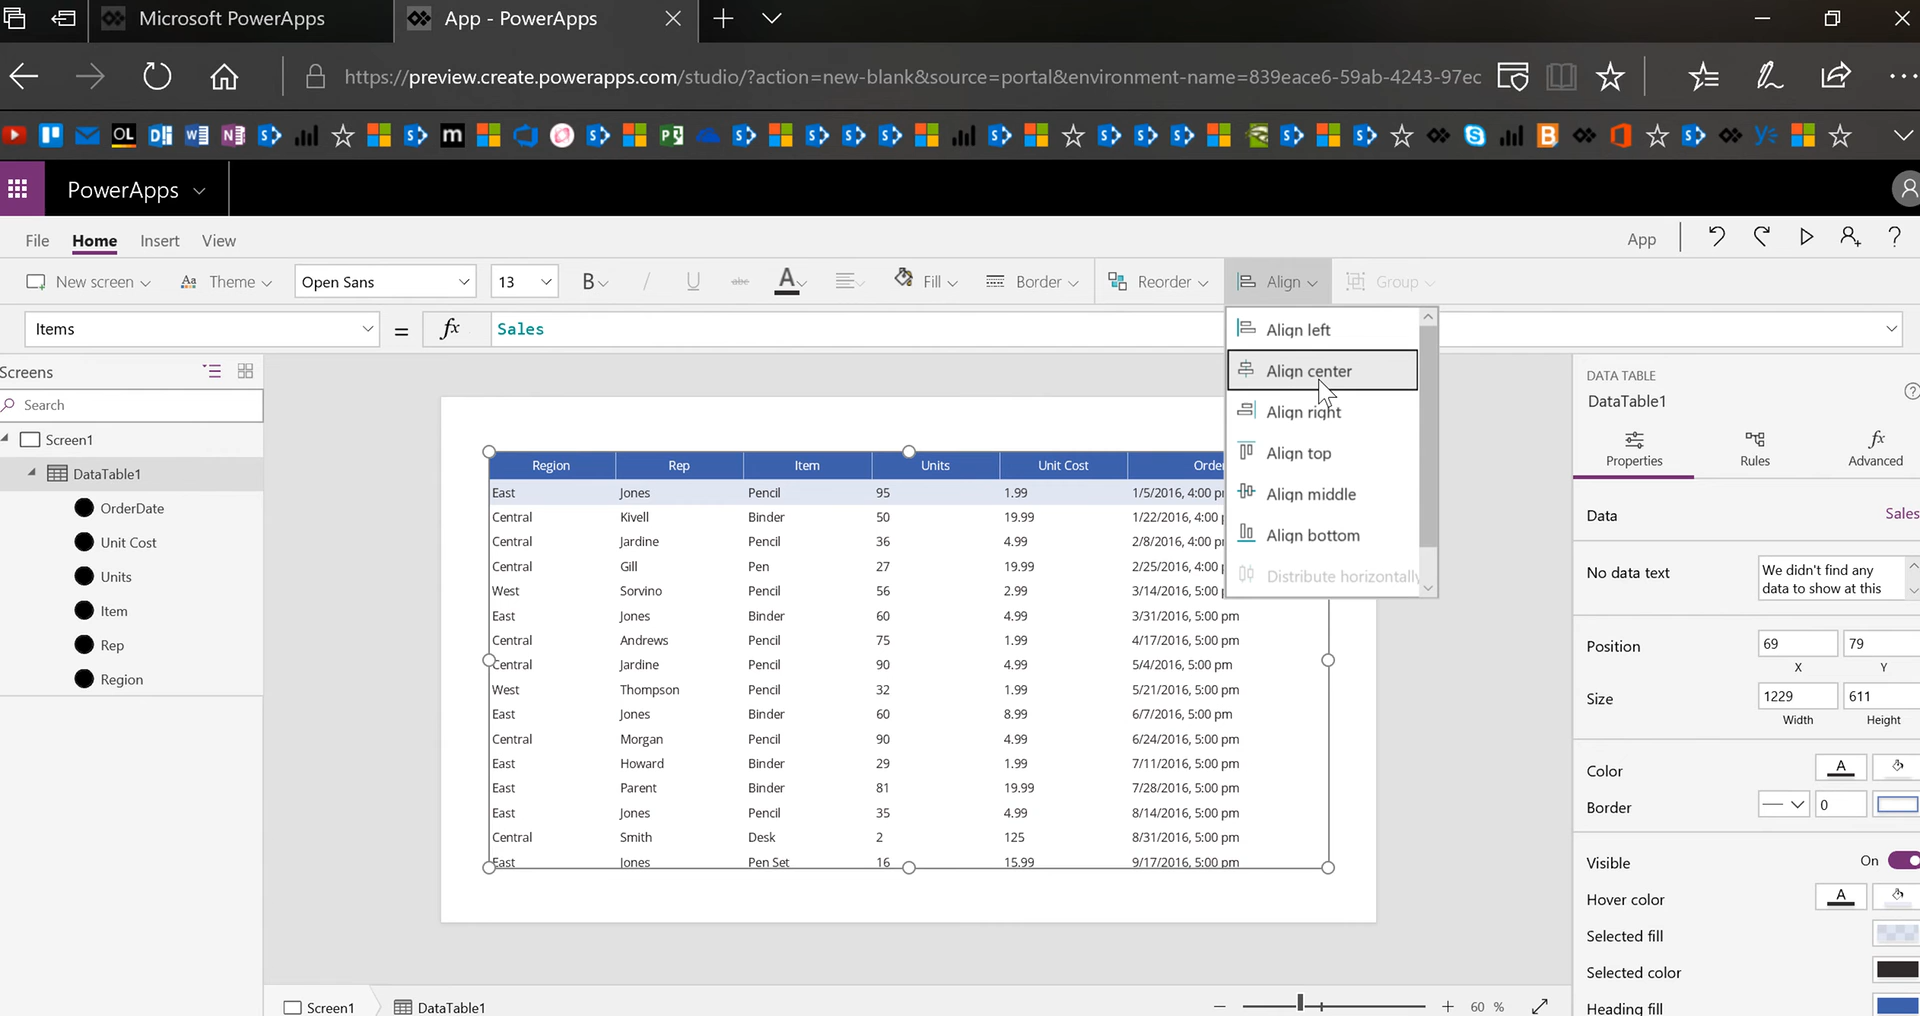 Microsoft PowerApps
App - PowerApps
https://preview.create.powerapps.com/studio/?action=new-blank&source=portal&environment-name=839eace6-59ab-4243-97ec
OL
m
PowerApps
File Home Insert View
App
?
New screen
Aa Theme
Open Sans
13
B
I
U
abc
A
Fill
Border
Reorder
Align
Group
Items
= fx
Sales
Screens
Search
Screen1
DataTable1
OrderDate
Unit Cost
Units
Item
Rep
Region
Align left
Align center
Align right
Align top
Align middle
Align bottom
Distribute horizontally
Region Rep Item Units Unit Cost Order
East Jones Pencil 95 1.99 1/5/2016, 4:00 p
Central Kivell Binder 50 19.99 1/22/2016, 4:00
Central Jardine Pencil 36 4.99 2/8/2016, 4:00 p
Central Gill Pen 27 19.99 2/25/2016, 4:00
West Sorvino Pencil 56 2.99 3/14/2016, 5:00
East Jones Binder 60 4.99 3/31/2016, 5:00 pm
Central Andrews Pencil 75 1.99 4/17/2016, 5:00 pm
Central Jardine Pencil 90 4.99 5/4/2016, 5:00 pm
West Thompson Pencil 32 1.99 5/21/2016, 5:00 pm
East Jones Binder 60 8.99 6/7/2016, 5:00 pm
Central Morgan Pencil 90 4.99 6/24/2016, 5:00 pm
East Howard Binder 29 1.99 7/11/2016, 5:00 pm
East Parent Binder 81 19.99 7/28/2016, 5:00 pm
East Jones Pencil 35 4.99 8/14/2016, 5:00 pm
Central Smith Desk 2 125 8/31/2016, 5:00 pm
East Jones Pen Set 16 15.99 9/17/2016, 5:00 pm
DATA TABLE
DataTable1
?
Properties
Rules
fx
Advanced
Data Sales
No data text
We didn't find any
data to show at this
Position 69 79
X Y
Size 1229 611
Width Height
Color A
Border 0
Visible On
Hover color A
Selected fill
Selected color
Heading fill
Screen1 DataTable1
60 %